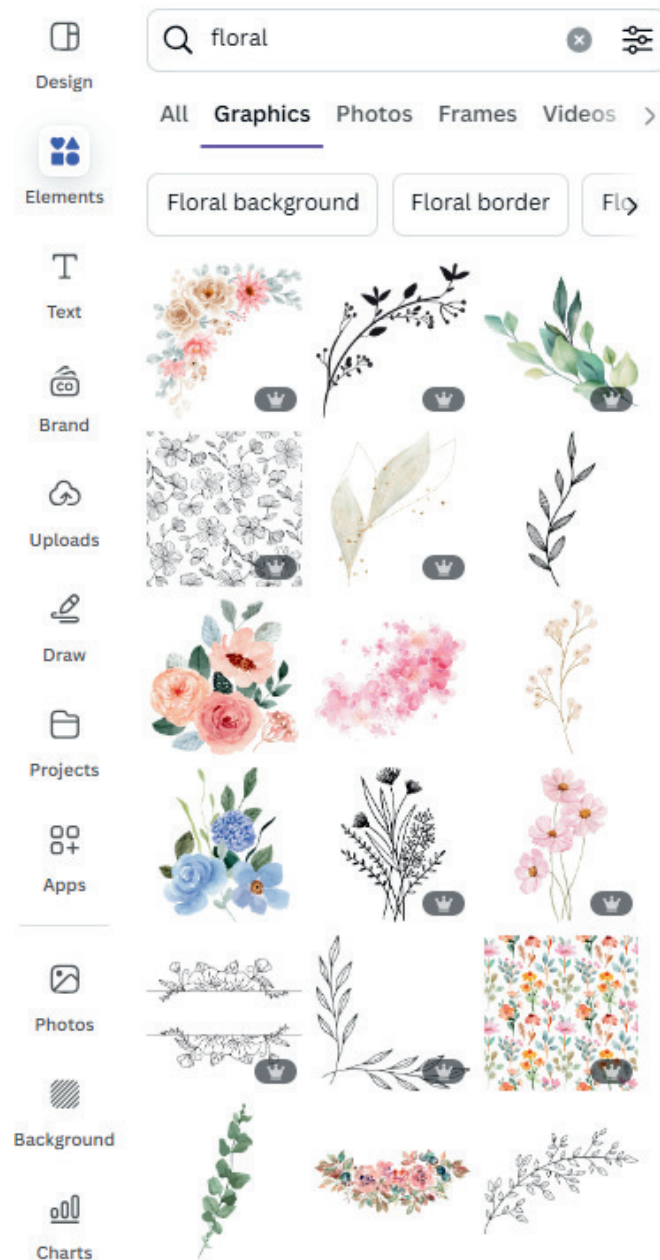 floral
All Graphics Photos Frames Videos
Floral background Floral border
Design
Elements
Text
CO
Brand
Uploads
Draw
Projects
Apps
Photos
Background
Charts